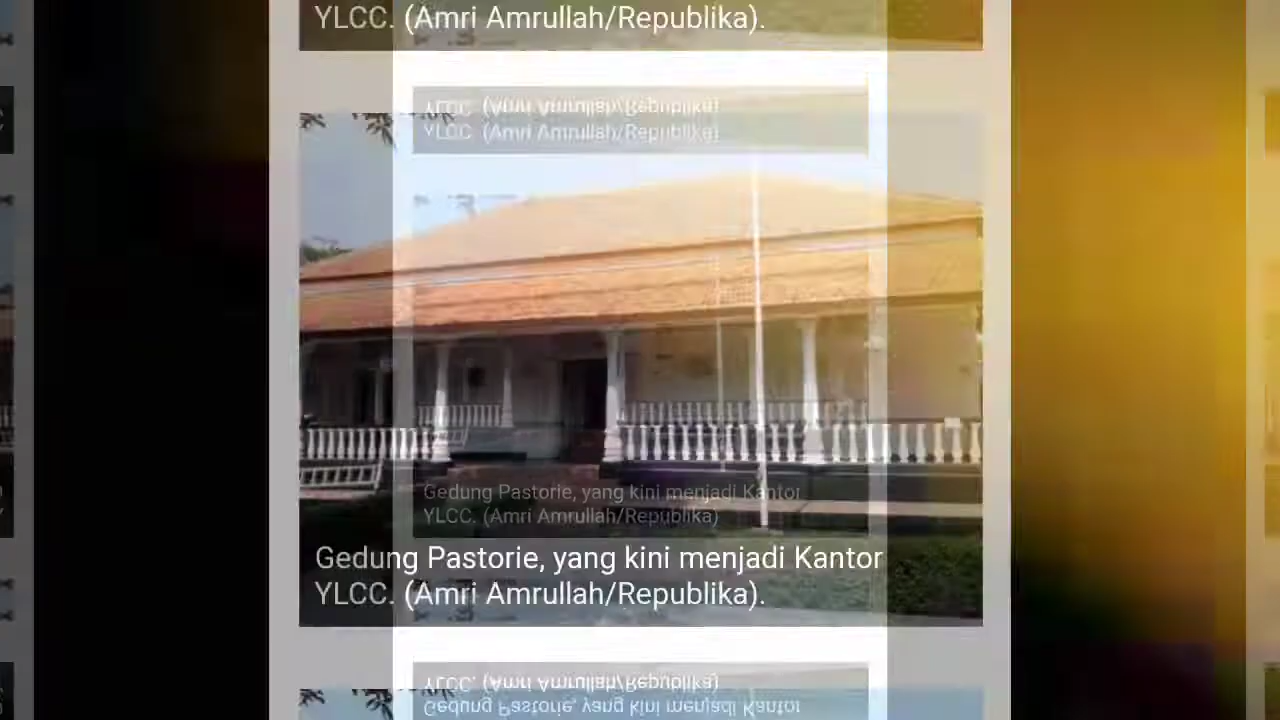 YLCC. (Amri Amrullah/Republika).
YLCC. (Amri Amrullah/Republika)
YLCC. (Amri Amrullah/Republika)
Gedung Pastorie, yang kini menjadi Kantor
YLCC. (Amri Amrullah/Republika)
Gedung Pastorie, yang kini menjadi Kantor
YLCC. (Amri Amrullah/Republika).
YLCC. (Amri Amrullah/Republika)
Gedung Pastorie, yang kini menjadi Kantor